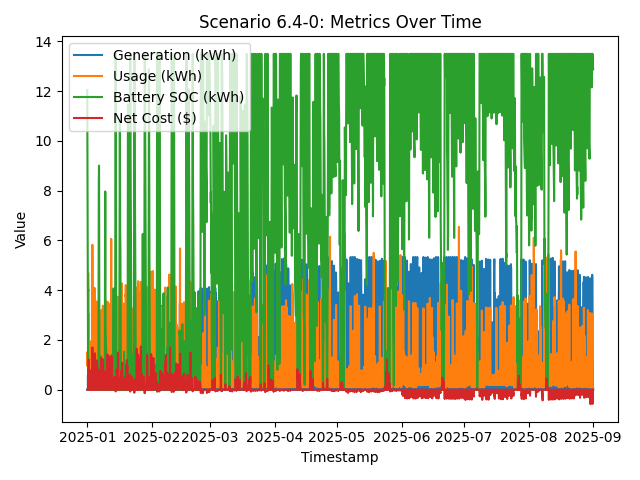 Scenario 6.4-0: Metrics Over Time
Generation (kWh)
Usage (kWh)
Battery SOC (kWh)
Net Cost ($)
Value
14
12
10
8
6
4
2
0
2025-01 2025-02 2025-03 2025-04 2025-05 2025-06 2025-07 2025-08 2025-09
Timestamp